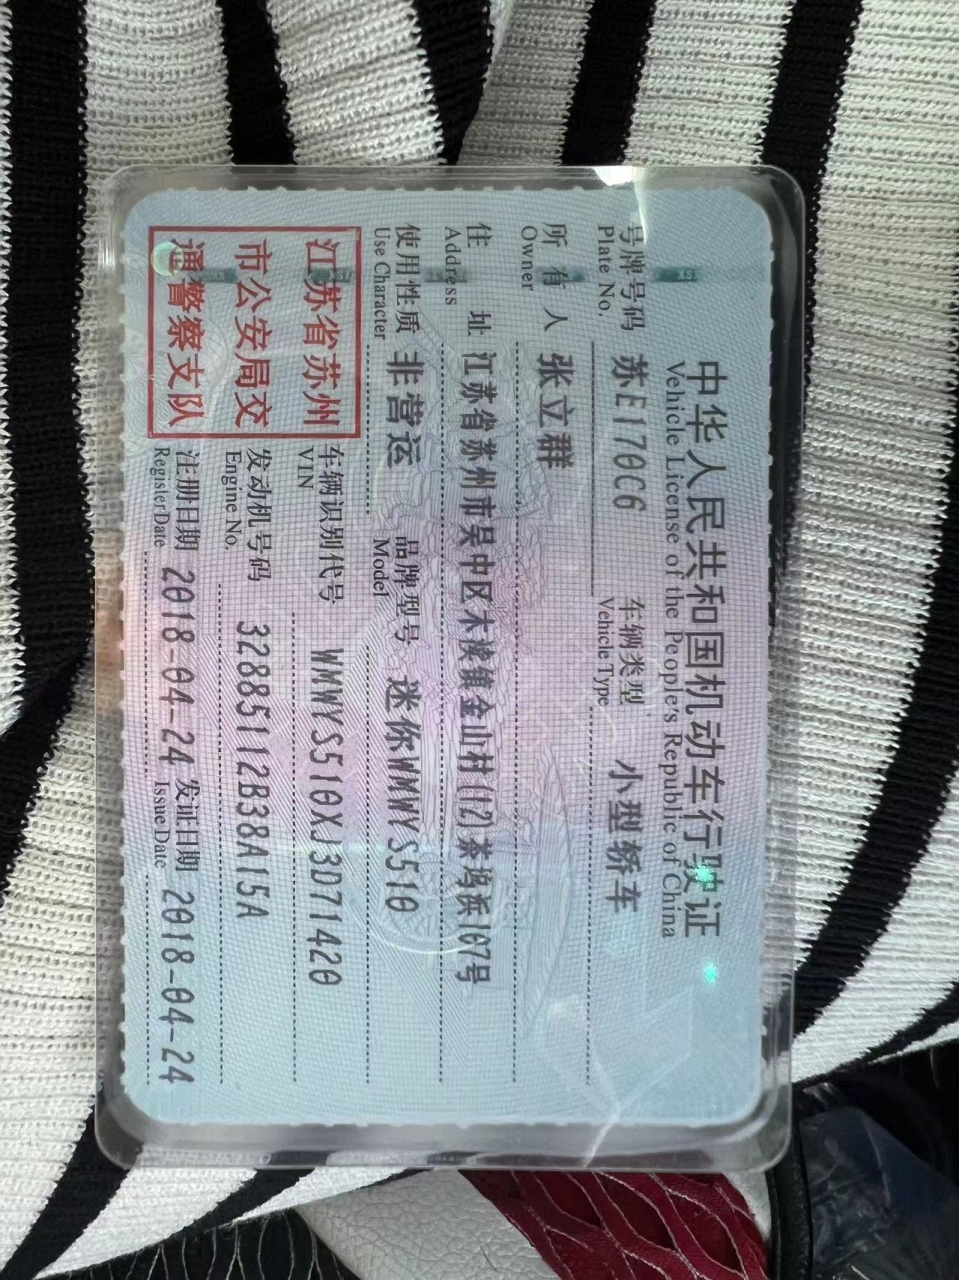 中华人民共和国机动车行驶证
Vehicle License of the People's Republic of China
号牌号码 苏E170C6 车辆类型 小型轿车
Plate No. Vehicle Type
所有人 张立群
Owner
住址 江苏省苏州市吴中区木渎镇金山村(12)茶坞浜107号
Address
使用性质 非营运 品牌型号 迷你WMWYS510
Use Character Model
江苏省苏州
市公安局交
通警察支队
车辆识别代号 WMWYS510XJ3D71420
VIN
发动机号码 32885112B38A15A
Engine No.
注册日期 2018-04-24 发证日期 2018-04-24
Register Date Issue Date